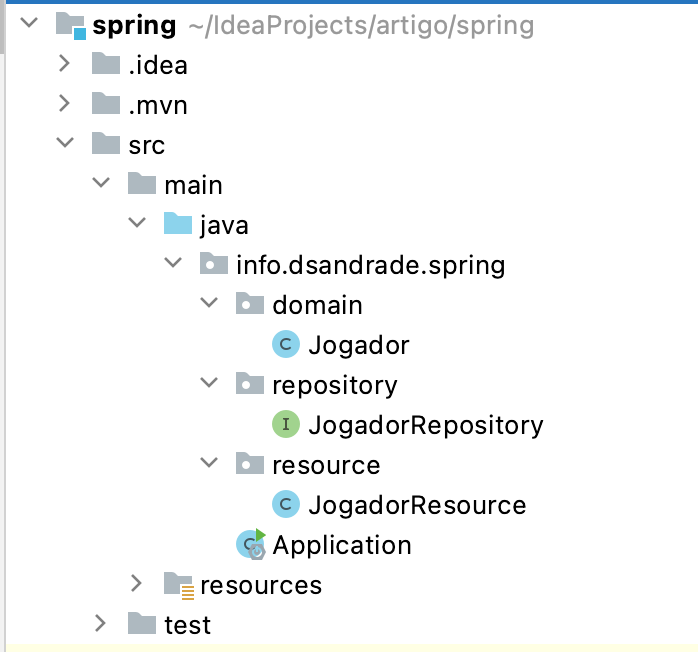 spring ~/IdeaProjects/artigo/spring
.idea
.mvn
src
main
java
info.dsandrade.spring
domain
C Jogador
repository
I JogadorRepository
resource
C JogadorResource
C Application
resources
test